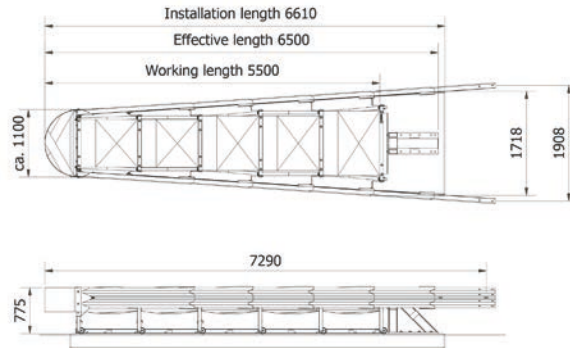 Installation length 6610
Effective length 6500
Working length 5500
ca. 1100
1718
1908
7290
775